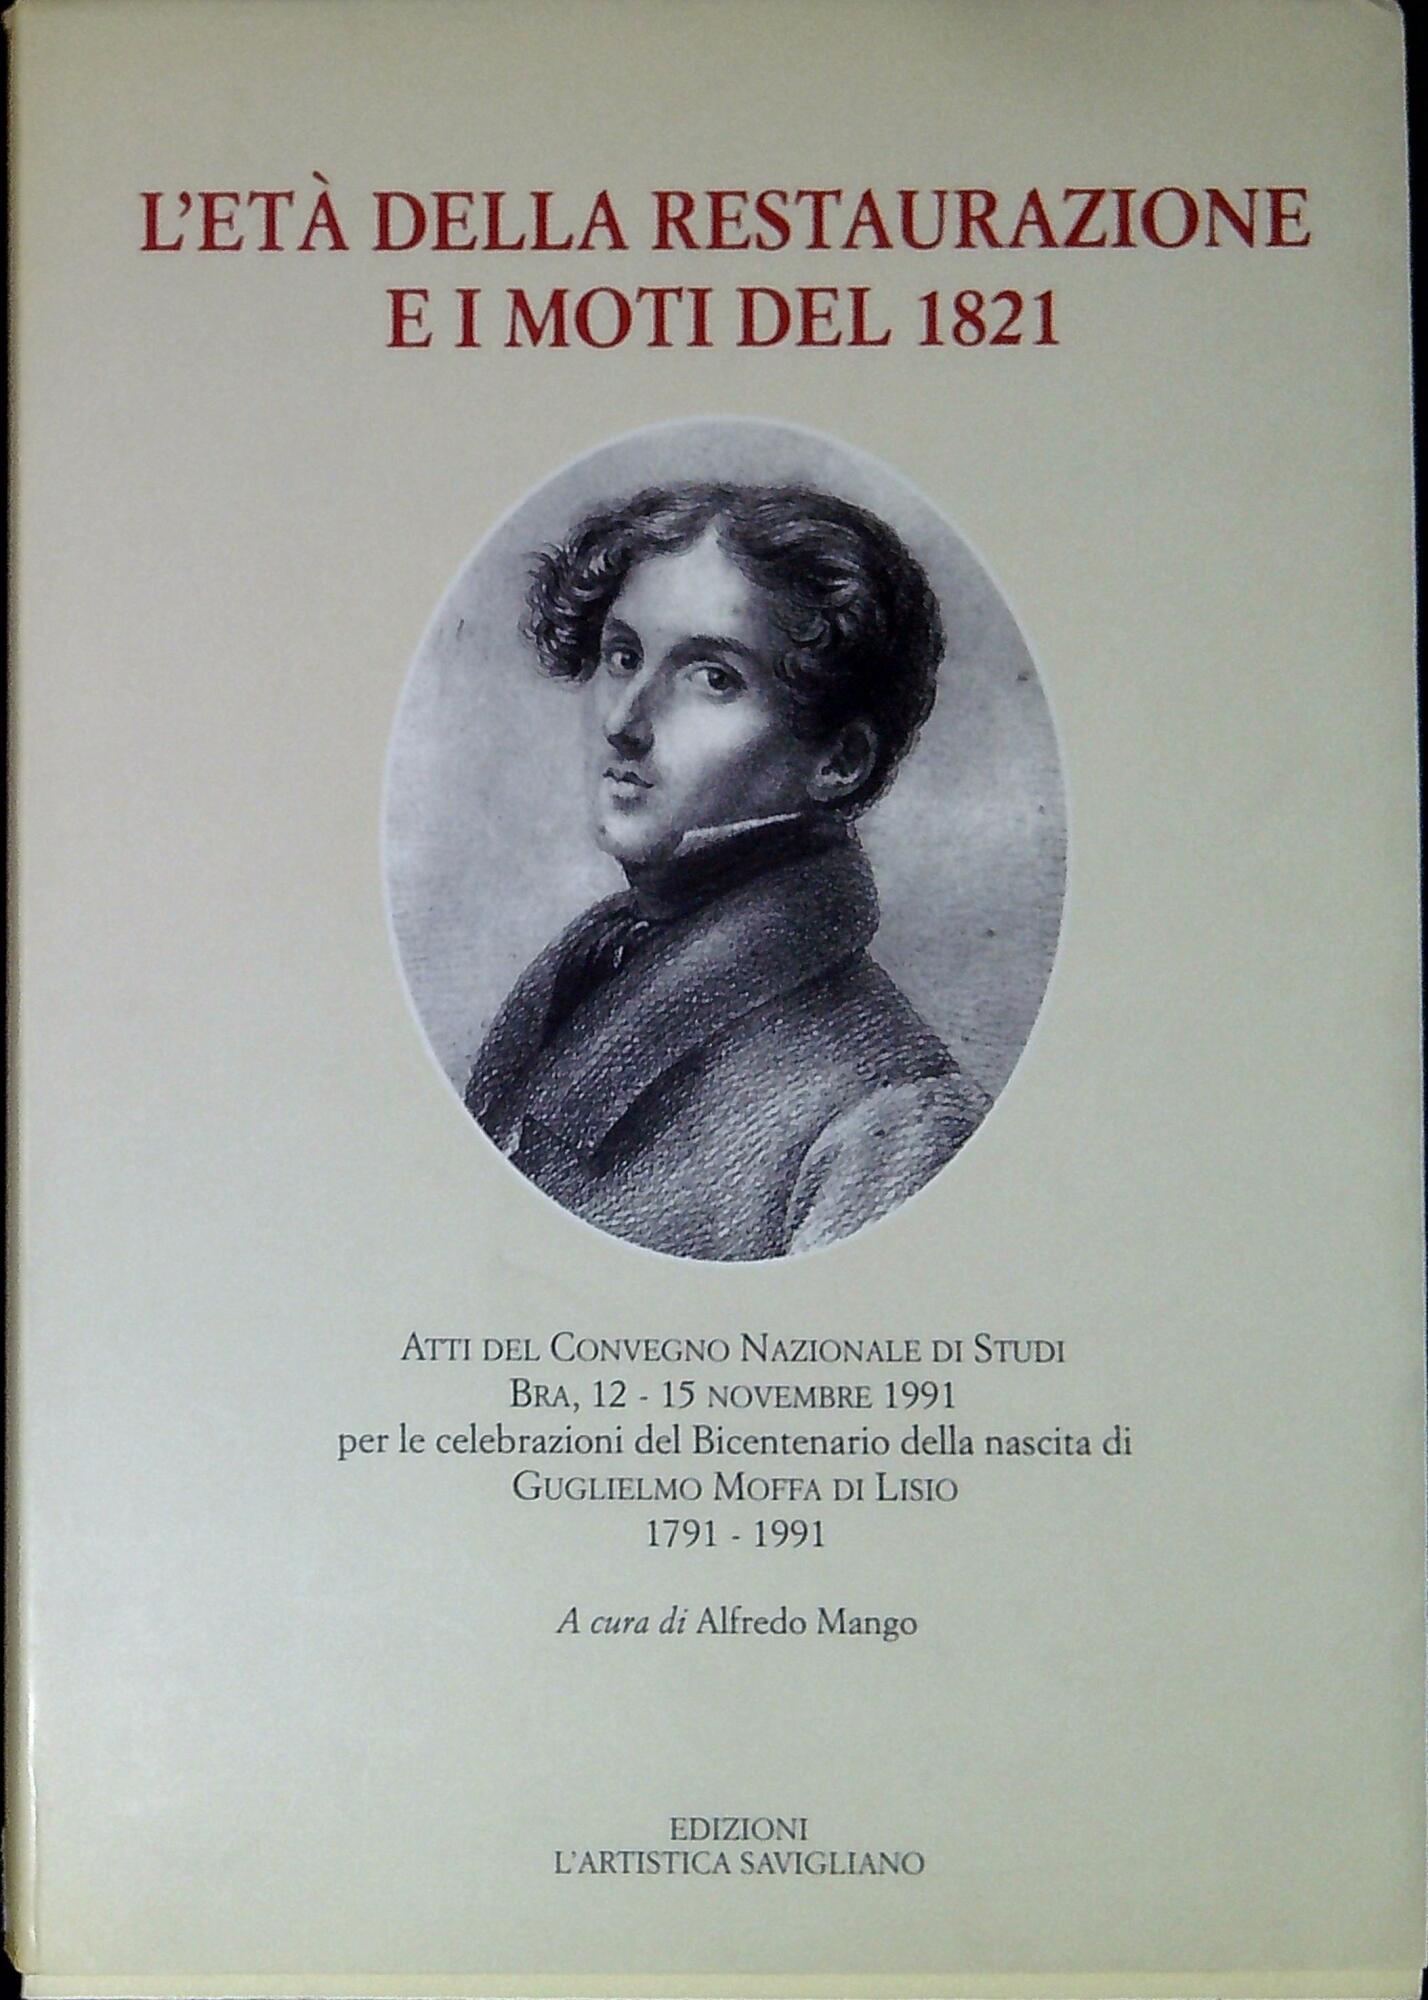 L'ETÀ DELLA RESTAURAZIONE
E I MOTI DEL 1821
ATTI DEL CONVEGNO NAZIONALE DI STUDI
BRA, 12 - 15 NOVEMBRE 1991
per le celebrazioni del Bicentenario della nascita di
GUGLIELMO MOFFA DI LISIO
1791 - 1991
A cura di Alfredo Mango
EDIZIONI
L'ARTISTICA SAVIGLIANO